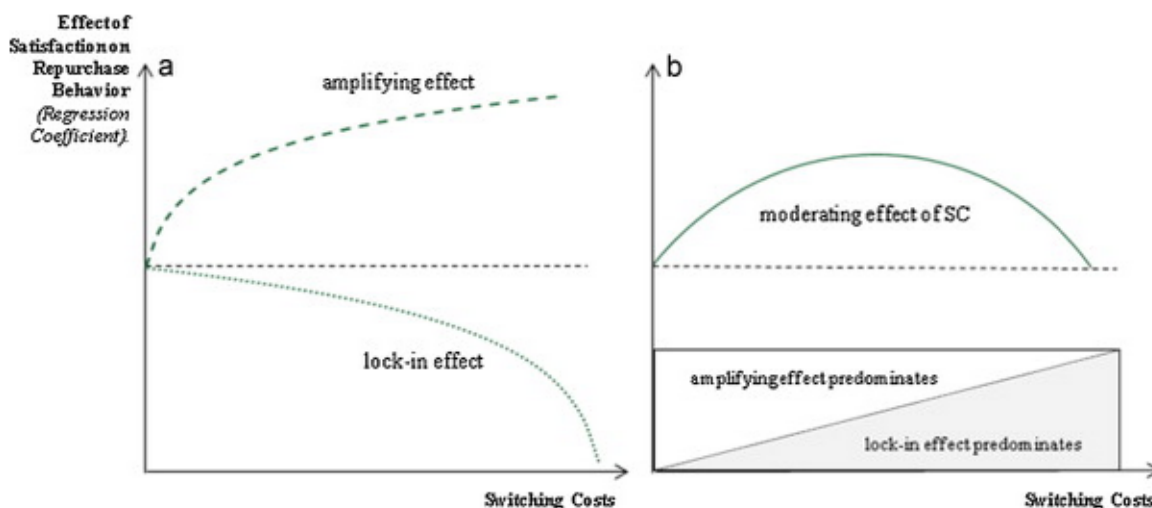 Effect of
Satisfaction on
Repurchase
Behavior
(Regression
Coefficient).
a
amplifying effect
lock-in effect
Switching Costs
b
moderating effect of SC
amplifying effect predominates
lock-in effect predominates
Switching Costs